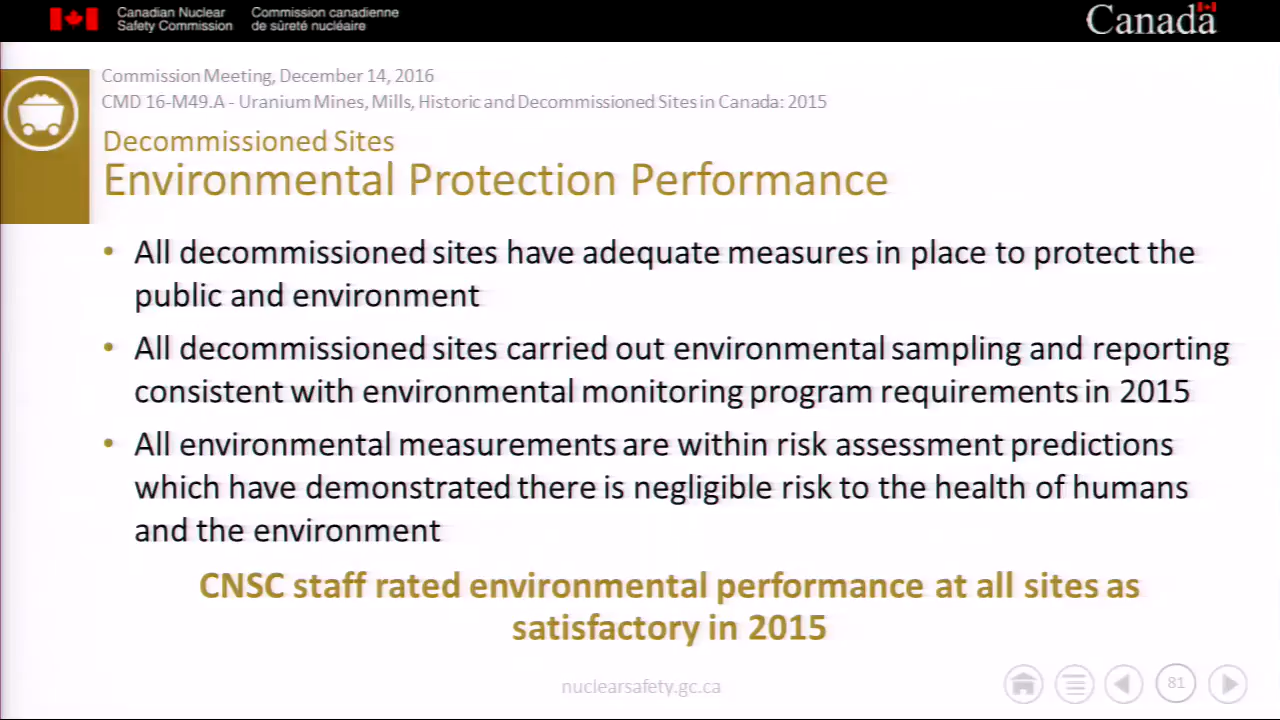 Canadian Nuclear
Safety Commission
Commission canadienne
de sûreté nucléaire
Canada
Commission Meeting, December 14, 2016
CMD 16-M49.A - Uranium Mines, Mills, Historic and Decommissioned Sites in Canada: 2015
Decommissioned Sites
Environmental Protection Performance
• All decommissioned sites have adequate measures in place to protect the
public and environment
• All decommissioned sites carried out environmental sampling and reporting
consistent with environmental monitoring program requirements in 2015
• All environmental measurements are within risk assessment predictions
which have demonstrated there is negligible risk to the health of humans
and the environment
CNSC staff rated environmental performance at all sites as
satisfactory in 2015
nuclearsafety.gc.ca
81